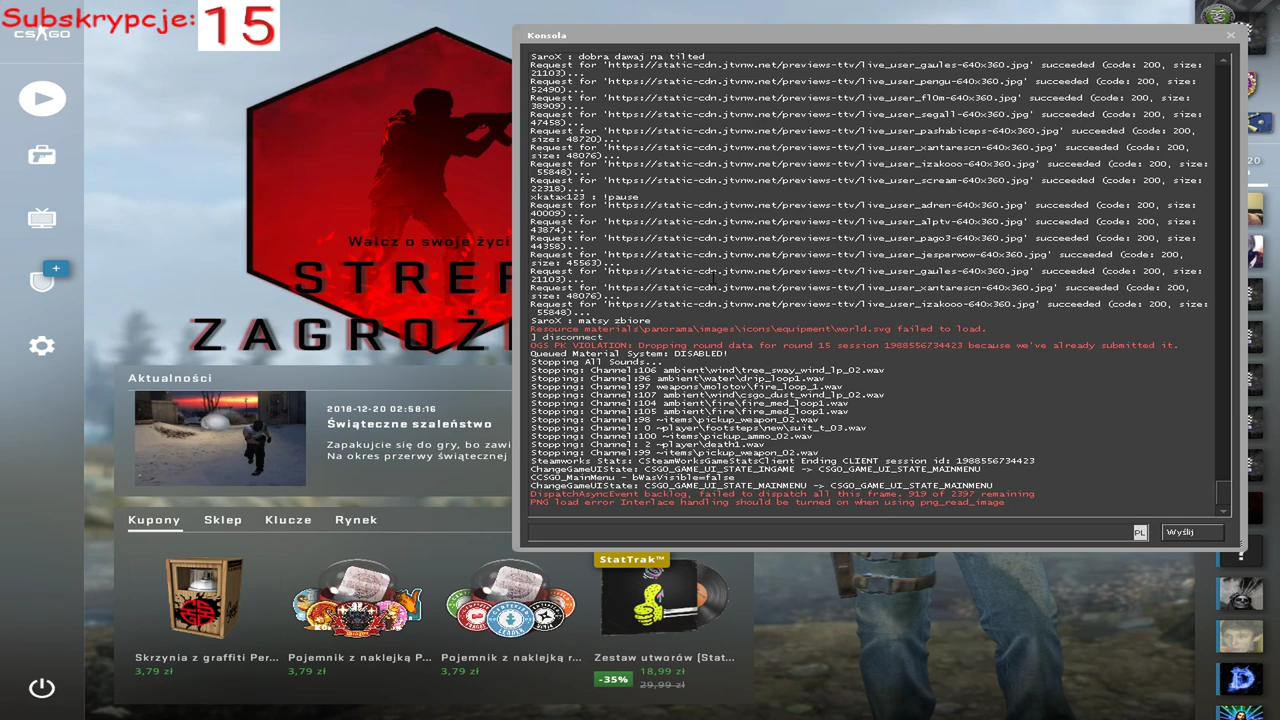 Subskrypcje: 15
CS:GO
Walcz o swoje życi
STREF
ZAGROŻ
Aktualności
2018-12-20 02:58:16
Świąteczne szaleństwo
Zapakujcie się do gry, bo zawi
Na okres przerwy świątecznej
Kupony Sklep Klucze Rynek
StatTrak™
Skrzynia z graffiti Per...
3,79 zł
Pojemnik z naklejką P...
3,79 zł
Pojemnik z naklejką r...
3,79 zł
Zestaw utworów (Stat...
-35%
18,99 zł
29,99 zł
Konsola
SaroX : dobra dawaj na tilted
Request for 'https://static-cdn.jtvnw.net/previews-ttv/live_user_gaules-640x360.jpg' succeeded (code: 200, size:
21103)...
Request for 'https://static-cdn.jtvnw.net/previews-ttv/live_user_pengu-640x360.jpg' succeeded (code: 200, size:
52490)...
Request for 'https://static-cdn.jtvnw.net/previews-ttv/live_user_fl0m-640x360.jpg' succeeded (code: 200, size:
38909)...
Request for 'https://static-cdn.jtvnw.net/previews-ttv/live_user_segall-640x360.jpg' succeeded (code: 200, size:
47458)...
Request for 'https://static-cdn.jtvnw.net/previews-ttv/live_user_pashabiceps-640x360.jpg' succeeded (code: 200,
size: 48720)...
Request for 'https://static-cdn.jtvnw.net/previews-ttv/live_user_xantarescn-640x360.jpg' succeeded (code: 200,
size: 48076)...
Request for 'https://static-cdn.jtvnw.net/previews-ttv/live_user_izakooo-640x360.jpg' succeeded (code: 200, size:
55848)...
Request for 'https://static-cdn.jtvnw.net/previews-ttv/live_user_scream-640x360.jpg' succeeded (code: 200, size:
22318)...
xkatax123 : !pause
Request for 'https://static-cdn.jtvnw.net/previews-ttv/live_user_adren-640x360.jpg' succeeded (code: 200, size:
40009)...
Request for 'https://static-cdn.jtvnw.net/previews-ttv/live_user_alptv-640x360.jpg' succeeded (code: 200, size:
43874)...
Request for 'https://static-cdn.jtvnw.net/previews-ttv/live_user_pago3-640x360.jpg' succeeded (code: 200, size:
44358)...
Request for 'https://static-cdn.jtvnw.net/previews-ttv/live_user_jesperwow-640x360.jpg' succeeded (code: 200,
size: 45563)...
Request for 'https://static-cdn.jtvnw.net/previews-ttv/live_user_gaules-640x360.jpg' succeeded (code: 200, size:
21103)...
Request for 'https://static-cdn.jtvnw.net/previews-ttv/live_user_xantarescn-640x360.jpg' succeeded (code: 200,
size: 48076)...
Request for 'https://static-cdn.jtvnw.net/previews-ttv/live_user_izakooo-640x360.jpg' succeeded (code: 200, size:
55848)...
SaroX : matsy zbiore
Resource materials\panorama\images\icons\equipment\world.svg failed to load.
] disconnect
OGS PK VIOLATION: Dropping round data for round 15 session 1988556734423 because we've already submitted it.
Queued Material System: DISABLED!
Stopping All Sounds...
Stopping: Channel:106 ambient\wind\tree_sway_wind_lp_02.wav
Stopping: Channel:96 ambient\water\drip_loop1.wav
Stopping: Channel:97 weapons\molotov\fire_loop_1.wav
Stopping: Channel:107 ambient\wind\csgo_dust_wind_lp_02.wav
Stopping: Channel:104 ambient\fire\fire_med_loop1.wav
Stopping: Channel:105 ambient\fire\fire_med_loop1.wav
Stopping: Channel:98 ~items\pickup_weapon_02.wav
Stopping: Channel: 0 ~player\footsteps\new\suit_t_03.wav
Stopping: Channel:100 ~items\pickup_ammo_02.wav
Stopping: Channel: 2 ~player\death1.wav
Stopping: Channel:99 ~items\pickup_weapon_02.wav
Steamworks Stats: CSteamWorksGameStatsClient Ending CLIENT session id: 1988556734423
ChangeGameUIState: CSGO_GAME_UI_STATE_INGAME -> CSGO_GAME_UI_STATE_MAINMENU
CCSGO_MainMenu - bWasVisible=false
ChangeGameUIState: CSGO_GAME_UI_STATE_MAINMENU -> CSGO_GAME_UI_STATE_MAINMENU
DispatchAsyncEvent backlog, failed to dispatch all this frame. 919 of 2397 remaining
PNG load error Interlace handling should be turned on when using png_read_image
PL
Wyślij
20